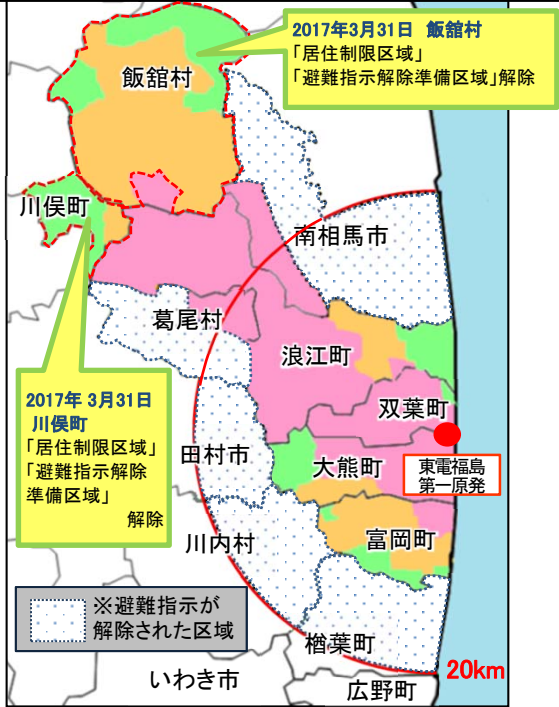 2017年3月31日 飯舘村
「居住制限区域」
「避難指示解除準備区域」解除
飯舘村
川俣町
南相馬市
葛尾村
浪江町
双葉町
2017年 3月31日
川俣町
「居住制限区域」
「避難指示解除
準備区域」
解除
田村市
大熊町
東電福島
第一原発
川内村
富岡町
※避難指示が
解除された区域
楢葉町
20km
いわき市
広野町